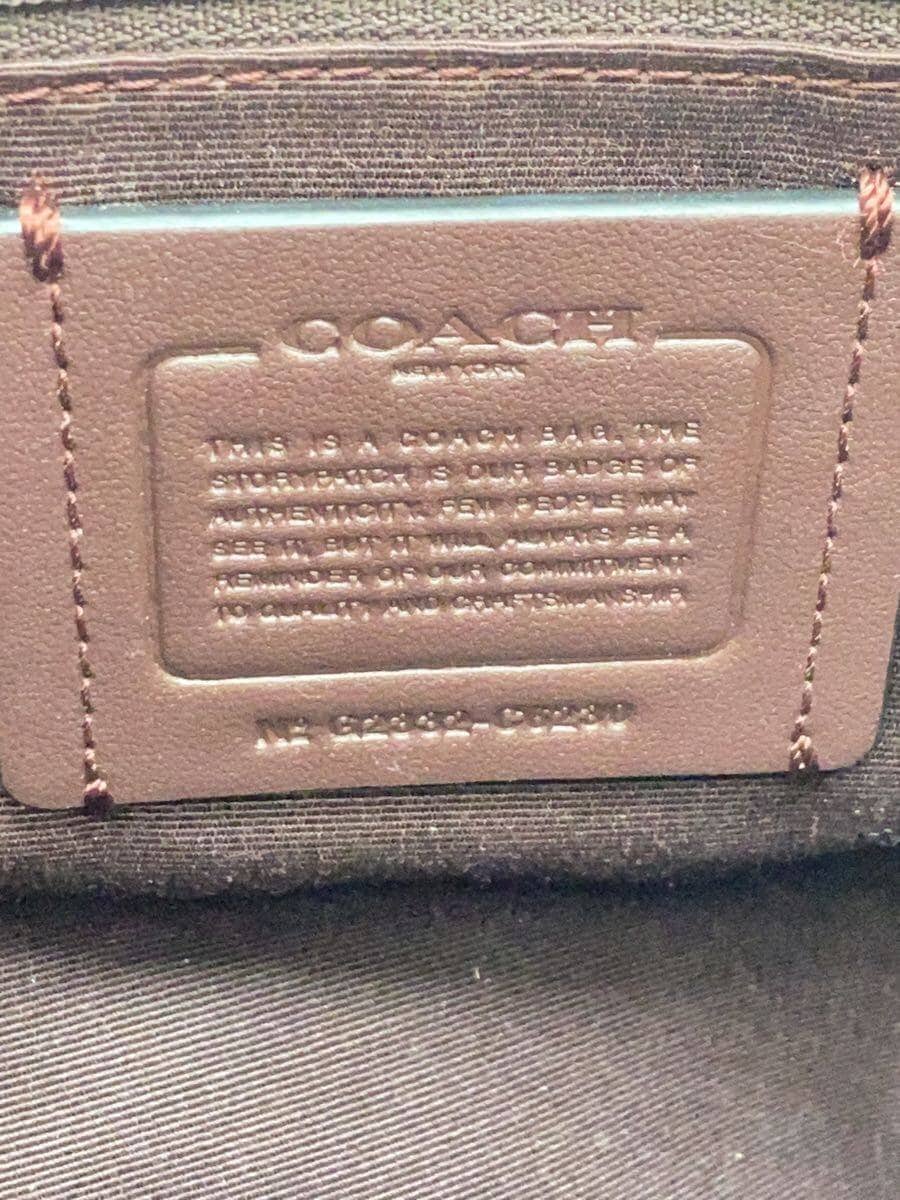 COACH
NEW YORK
THIS IS A COACH BAG. THE
STORYPATCH IS OUR BADGE OF
AUTHENTICITY. FEW PEOPLE MAY
SEE IT, BUT IT WILL ALWAYS BE A
REMINDER OF OUR COMMITMENT
TO QUALITY AND CRAFTSMANSHIP.
Nº